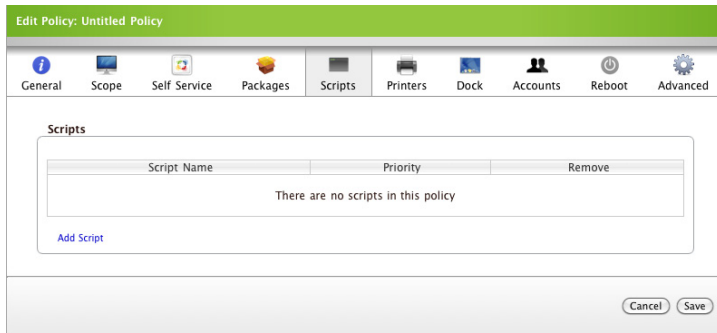 Edit Policy: Untitled Policy
General Scope Self Service Packages Scripts Printers Dock Accounts Reboot Advanced
Scripts
Script Name Priority Remove
There are no scripts in this policy
Add Script
Cancel Save